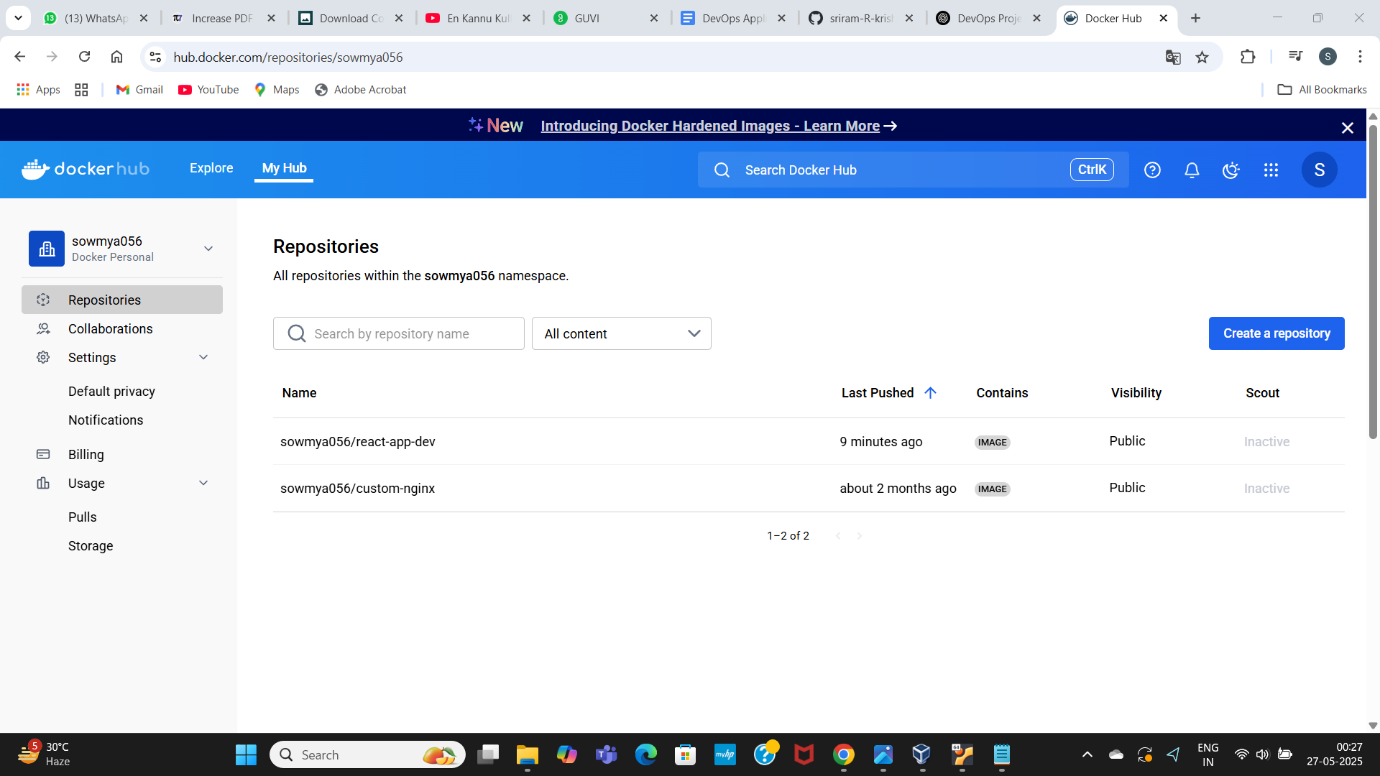 (13) WhatsAp
Increase PDF
Download Co
En Kannu Kul
GUVI
DevOps Appl
sriram-R-kris
DevOps Proje
Docker Hub
hub.docker.com/repositories/sowmya056
S
Apps
Gmail
YouTube
Maps
Adobe Acrobat
All Bookmarks
New Introducing Docker Hardened Images - Learn More
dockerhub
Explore
My Hub
Search Docker Hub
CtrlK
S
sowmya056
Docker Personal
Repositories
Collaborations
Settings
Default privacy
Notifications
Billing
Usage
Pulls
Storage
Repositories
All repositories within the sowmya056 namespace.
Search by repository name
All content
Create a repository
Name Last Pushed Contains Visibility Scout
sowmya056/react-app-dev 9 minutes ago IMAGE Public Inactive
sowmya056/custom-nginx about 2 months ago IMAGE Public Inactive
1–2 of 2
5
30°C
Haze
Search
ENG
IN
00:27
27-05-2025